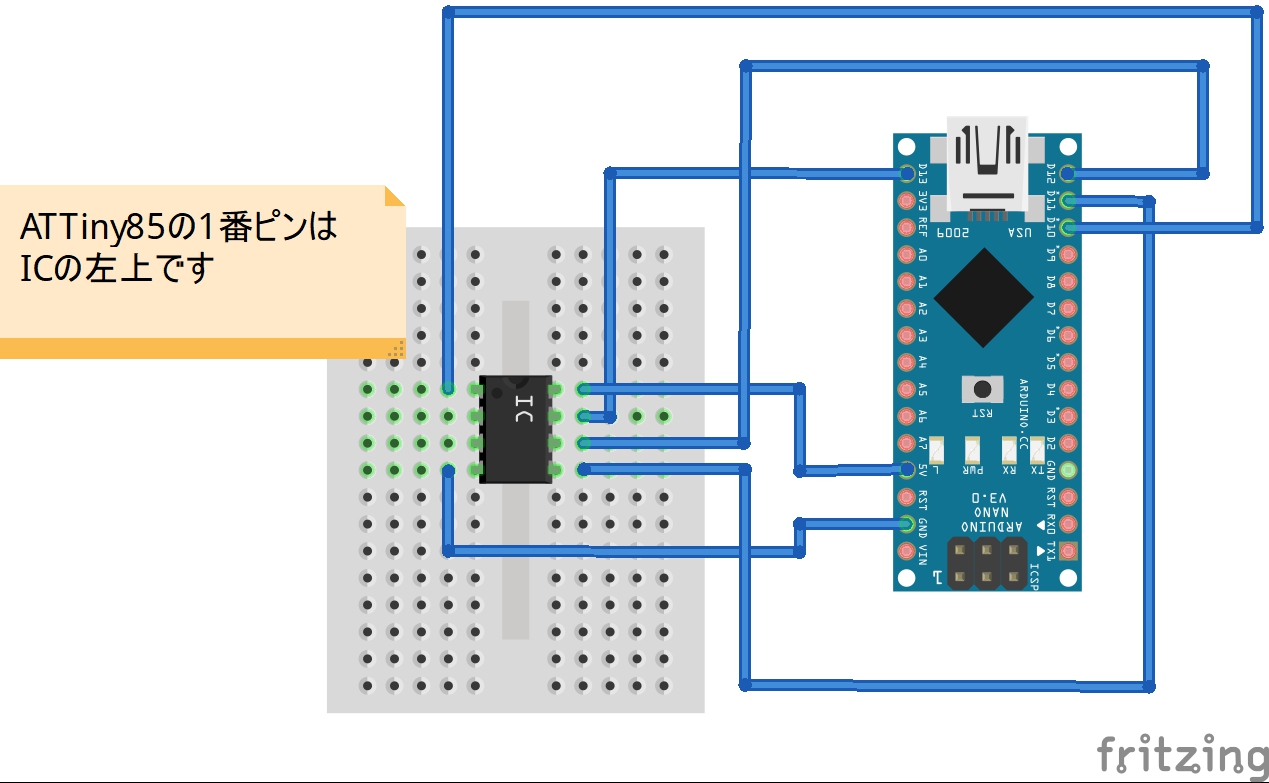 ATTiny85の1番ピンは
ICの左上です
IC
D13
3V3
REF
A0
A1
A2
A3
A4
A5
A6
A7
5V
RST
GND
VIN
D12
D11
D10
D9
D8
D7
D6
D5
D4
D3
D2
GND
RST
RX0
TX1
2009
USA
RST
ARDUINO.CC
L
PWR
RX
TX
ARDUINO
NANO
V3.0
1
ICSP
fritzing